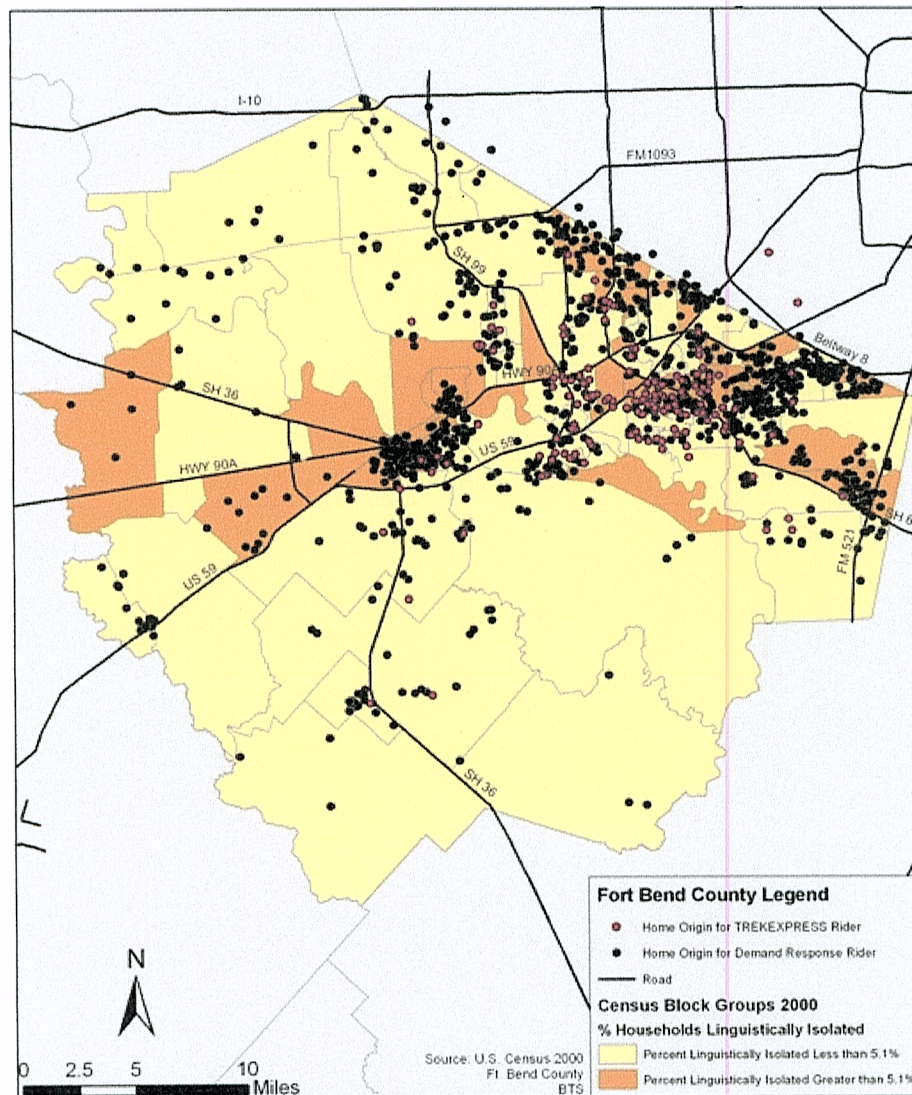 I-10
FM1093
SH 99
Beltway 8
HWY 90
SH 36
US 59
HWY 90A
SH 6
FM 521
US 59
SH 36
Fort Bend County Legend
Home Origin for TREKEXPRESS Rider
Home Origin for Demand Response Rider
Road
Census Block Groups 2000
% Households Linguistically Isolated
Percent Linguistically Isolated Less than 5.1%
Percent Linguistically Isolated Greater than 5.1%
N
0 2.5 5 10
Miles
Source: U.S. Census 2000
Ft. Bend County
BTS